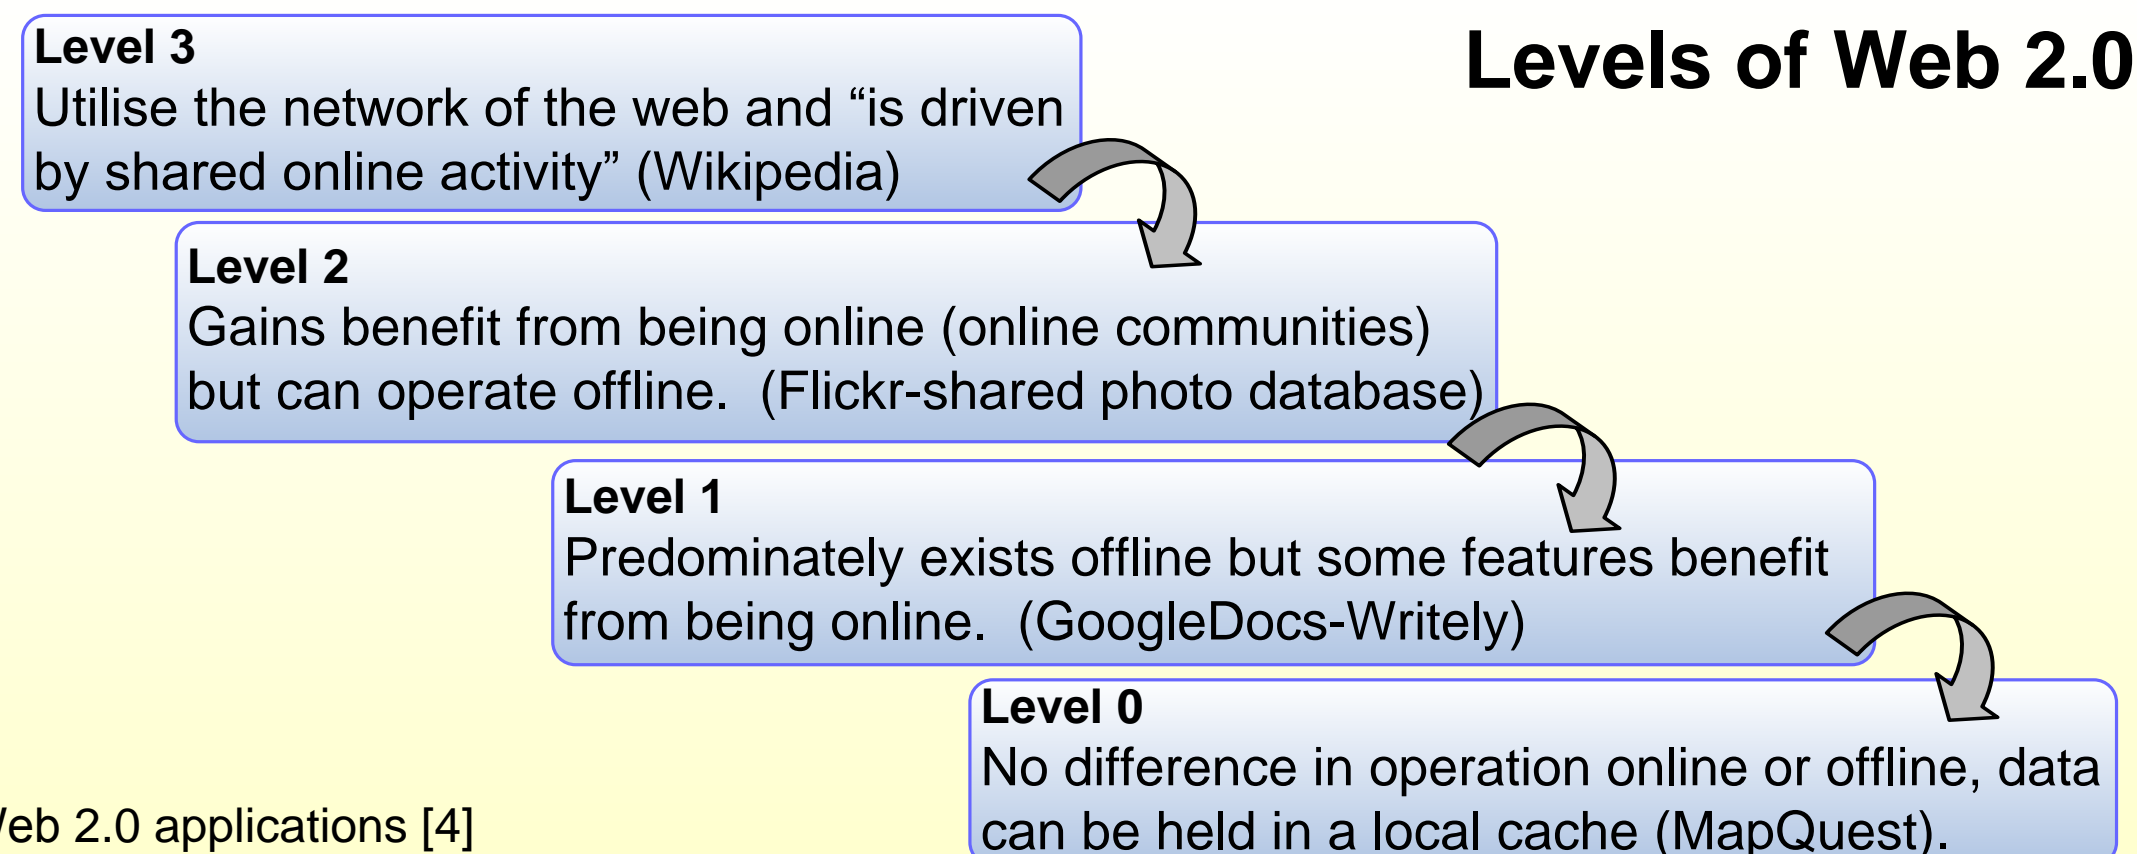 Levels of Web 2.0
Level 3
Utilise the network of the web and “is driven
by shared online activity” (Wikipedia)
Level 2
Gains benefit from being online (online communities)
but can operate offline.  (Flickr-shared photo database)
Level 1
Predominately exists offline but some features benefit
from being online.  (GoogleDocs-Writely)
Level 0
No difference in operation online or offline, data
can be held in a local cache (MapQuest).
2.0 applications [4]